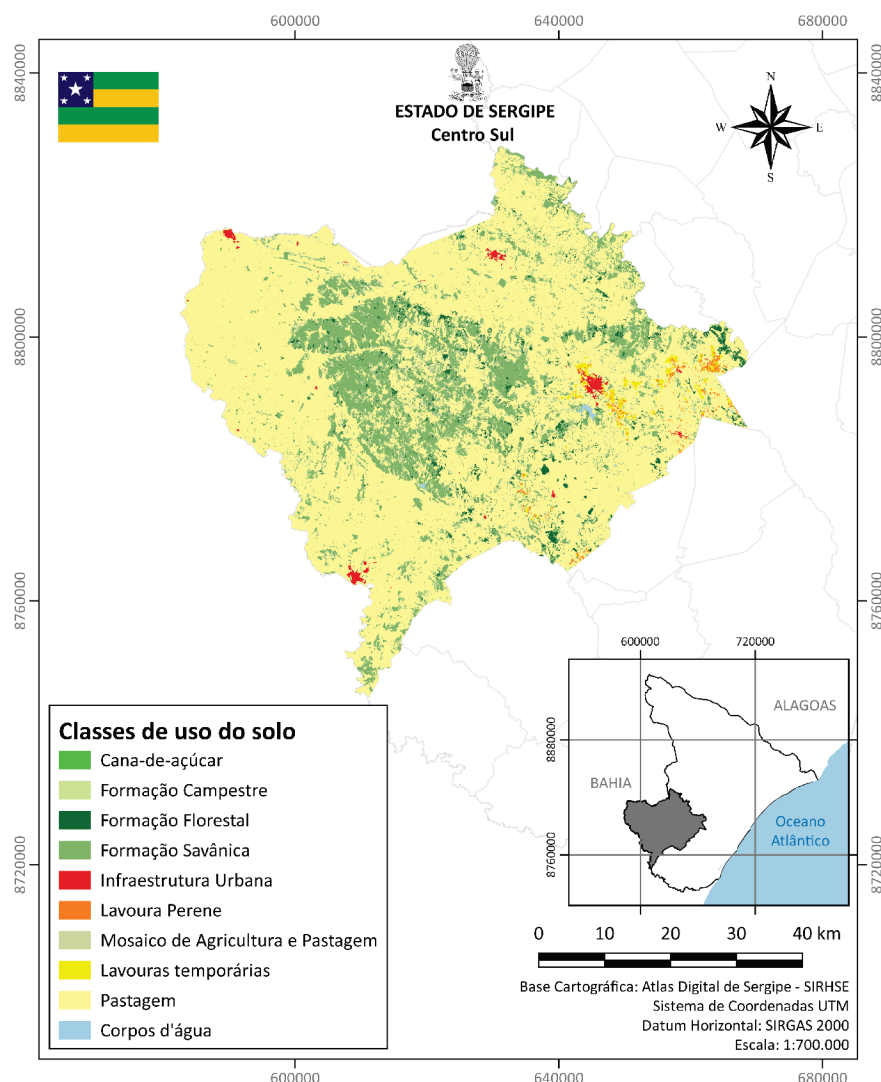 600000
640000
680000
8840000
8840000
ESTADO DE SERGIPE
Centro Sul
N
W
E
S
8800000
8800000
8760000
8760000
600000
720000
ALAGOAS
8880000
BAHIA
Oceano
Atlântico
8760000
Classes de uso do solo
Cana-de-açúcar
Formação Campestre
Formação Florestal
Formação Savânica
Infraestrutura Urbana
Lavoura Perene
Mosaico de Agricultura e Pastagem
Lavouras temporárias
Pastagem
Corpos d'água
8720000
8720000
0
10
20
30
40 km
Base Cartográfica: Atlas Digital de Sergipe - SIRHSE
Sistema de Coordenadas UTM
Datum Horizontal: SIRGAS 2000
Escala: 1:700.000
600000
640000
680000